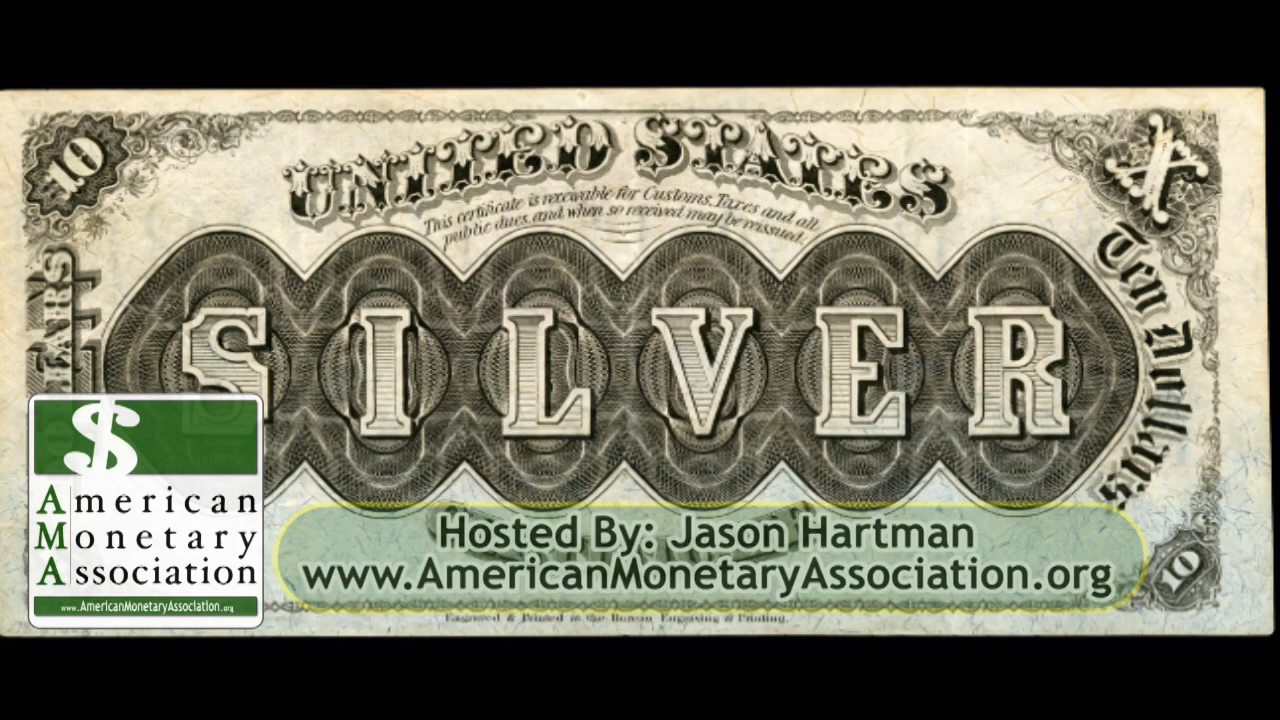 10
UNITED STATES
This certificate is receivable for Customs, Taxes and all
public dues, and when so received may be reissued.
X
Ten Dollars
SILVER
$
American
Monetary
Association
www.AmericanMonetaryAssociation.org
Hosted By: Jason Hartman
www.AmericanMonetaryAssociation.org
10
Engraved & Printed at the Bureau Engraving & Printing.